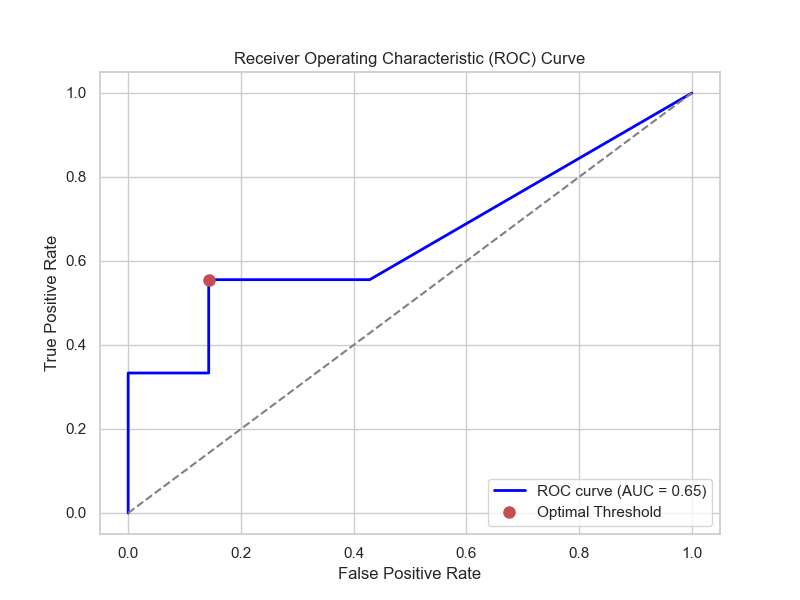 Receiver Operating Characteristic (ROC) Curve
True Positive Rate
1.0
0.8
0.6
0.4
0.2
0.0
ROC curve (AUC = 0.65)
Optimal Threshold
0.0 0.2 0.4 0.6 0.8 1.0
False Positive Rate